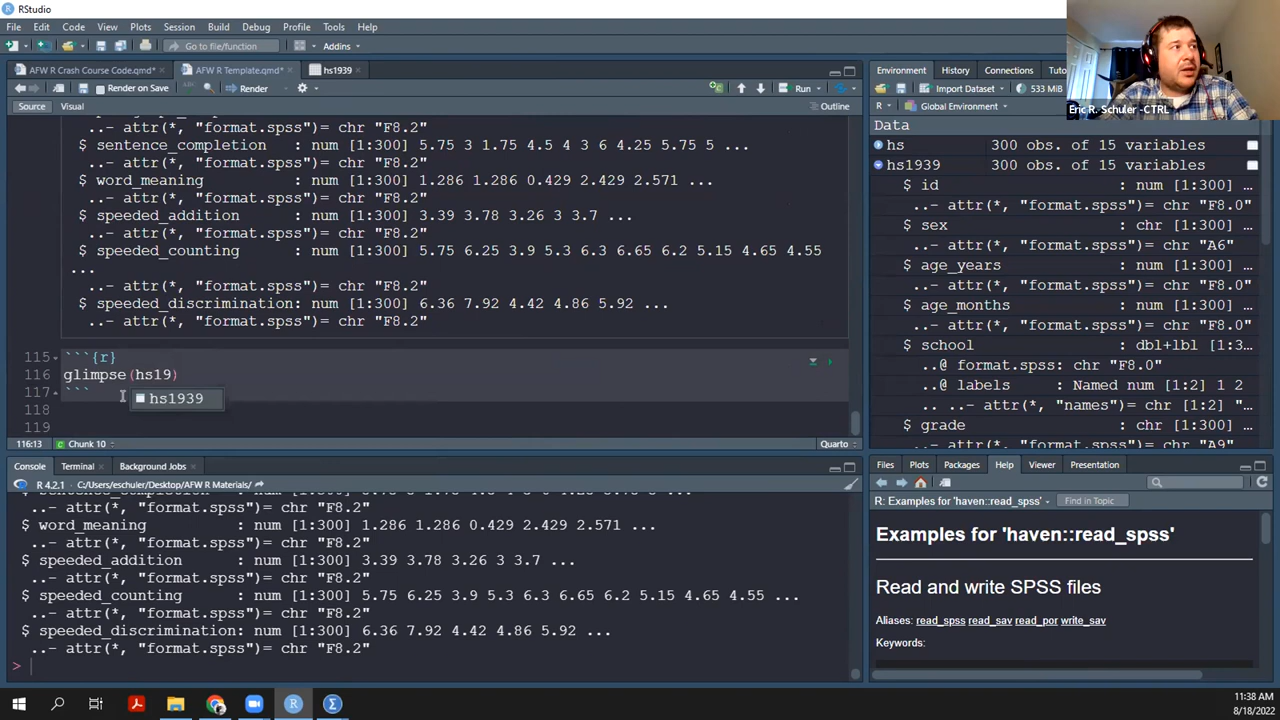 RStudio
File Edit Code View Plots Session Build Debug Profile Tools Help
Go to file/function Addins
AFW R Crash Course Code.qmd* AFW R Template.qmd* hs1939
Render on Save Render Run
Source Visual Outline
..- attr(*, "format.spss")= chr "F8.2"
$ sentence_completion : num [1:300] 5.75 3 1.75 4.5 4 3 6 4.25 5.75 5 ...
..- attr(*, "format.spss")= chr "F8.2"
$ word_meaning : num [1:300] 1.286 1.286 0.429 2.429 2.571 ...
..- attr(*, "format.spss")= chr "F8.2"
$ speeded_addition : num [1:300] 3.39 3.78 3.26 3 3.7 ...
..- attr(*, "format.spss")= chr "F8.2"
$ speeded_counting : num [1:300] 5.75 6.25 3.9 5.3 6.3 6.65 6.2 5.15 4.65 4.55
...
..- attr(*, "format.spss")= chr "F8.2"
$ speeded_discrimination: num [1:300] 6.36 7.92 4.42 4.86 5.92 ...
..- attr(*, "format.spss")= chr "F8.2"
115 ```{r}
116 glimpse(hs19)
117 ```
hs1939
118
119
116:13 Chunk 10 Quarto
Console Terminal Background Jobs
R 4.2.1 · C:/Users/eschuler/Desktop/AFW R Materials/
..- attr(*, "format.spss")= chr "F8.2"
$ word_meaning : num [1:300] 1.286 1.286 0.429 2.429 2.571 ...
..- attr(*, "format.spss")= chr "F8.2"
$ speeded_addition : num [1:300] 3.39 3.78 3.26 3 3.7 ...
..- attr(*, "format.spss")= chr "F8.2"
$ speeded_counting : num [1:300] 5.75 6.25 3.9 5.3 6.3 6.65 6.2 5.15 4.65 4.55 ...
..- attr(*, "format.spss")= chr "F8.2"
$ speeded_discrimination: num [1:300] 6.36 7.92 4.42 4.86 5.92 ...
..- attr(*, "format.spss")= chr "F8.2"
>
Eric R. Schuler -CTRL
Environment History Connections Tuto
Import Dataset 533 MiB
R Global Environment
Data
hs 300 obs. of 15 variables
hs1939 300 obs. of 15 variables
$ id : num [1:300] ...
..- attr(*, "format.spss")= chr "F8.0"
$ sex : chr [1:300] ...
..- attr(*, "format.spss")= chr "A6"
$ age_years : num [1:300] ...
..- attr(*, "format.spss")= chr "F8.0"
$ age_months : num [1:300] ...
..- attr(*, "format.spss")= chr "F8.0"
$ school : dbl+lbl [1:3...
..@ format.spss: chr "F8.0"
..@ labels : Named num [1:2] 1 2
.. ..- attr(*, "names")= chr [1:2] "...
$ grade : num [1:300] ...
..- attr(*, "format.spss")= chr "A9"
Files Plots Packages Help Viewer Presentation
R: Examples for 'haven::read_spss' Find in Topic
Examples for 'haven::read_spss'
Read and write SPSS files
Aliases: read_spss read_sav read_por write_sav
Keywords:
11:38 AM
8/18/2022